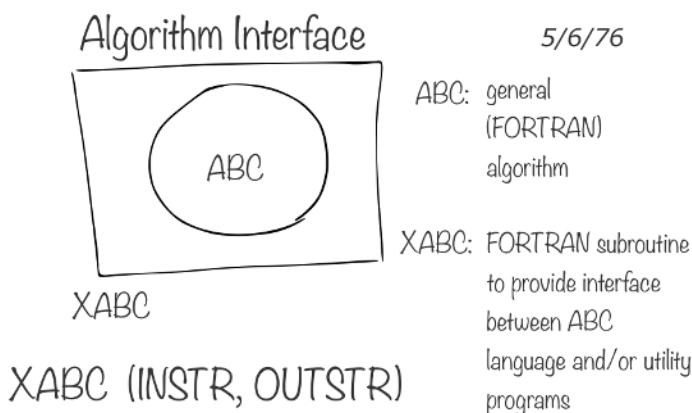 Algorithm Interface
5/6/76
ABC
XABC
ABC: general
(FORTRAN)
algorithm
XABC: FORTRAN subroutine
to provide interface
between ABC
language and/or utility
programs
XABC (INSTR, OUTSTR)